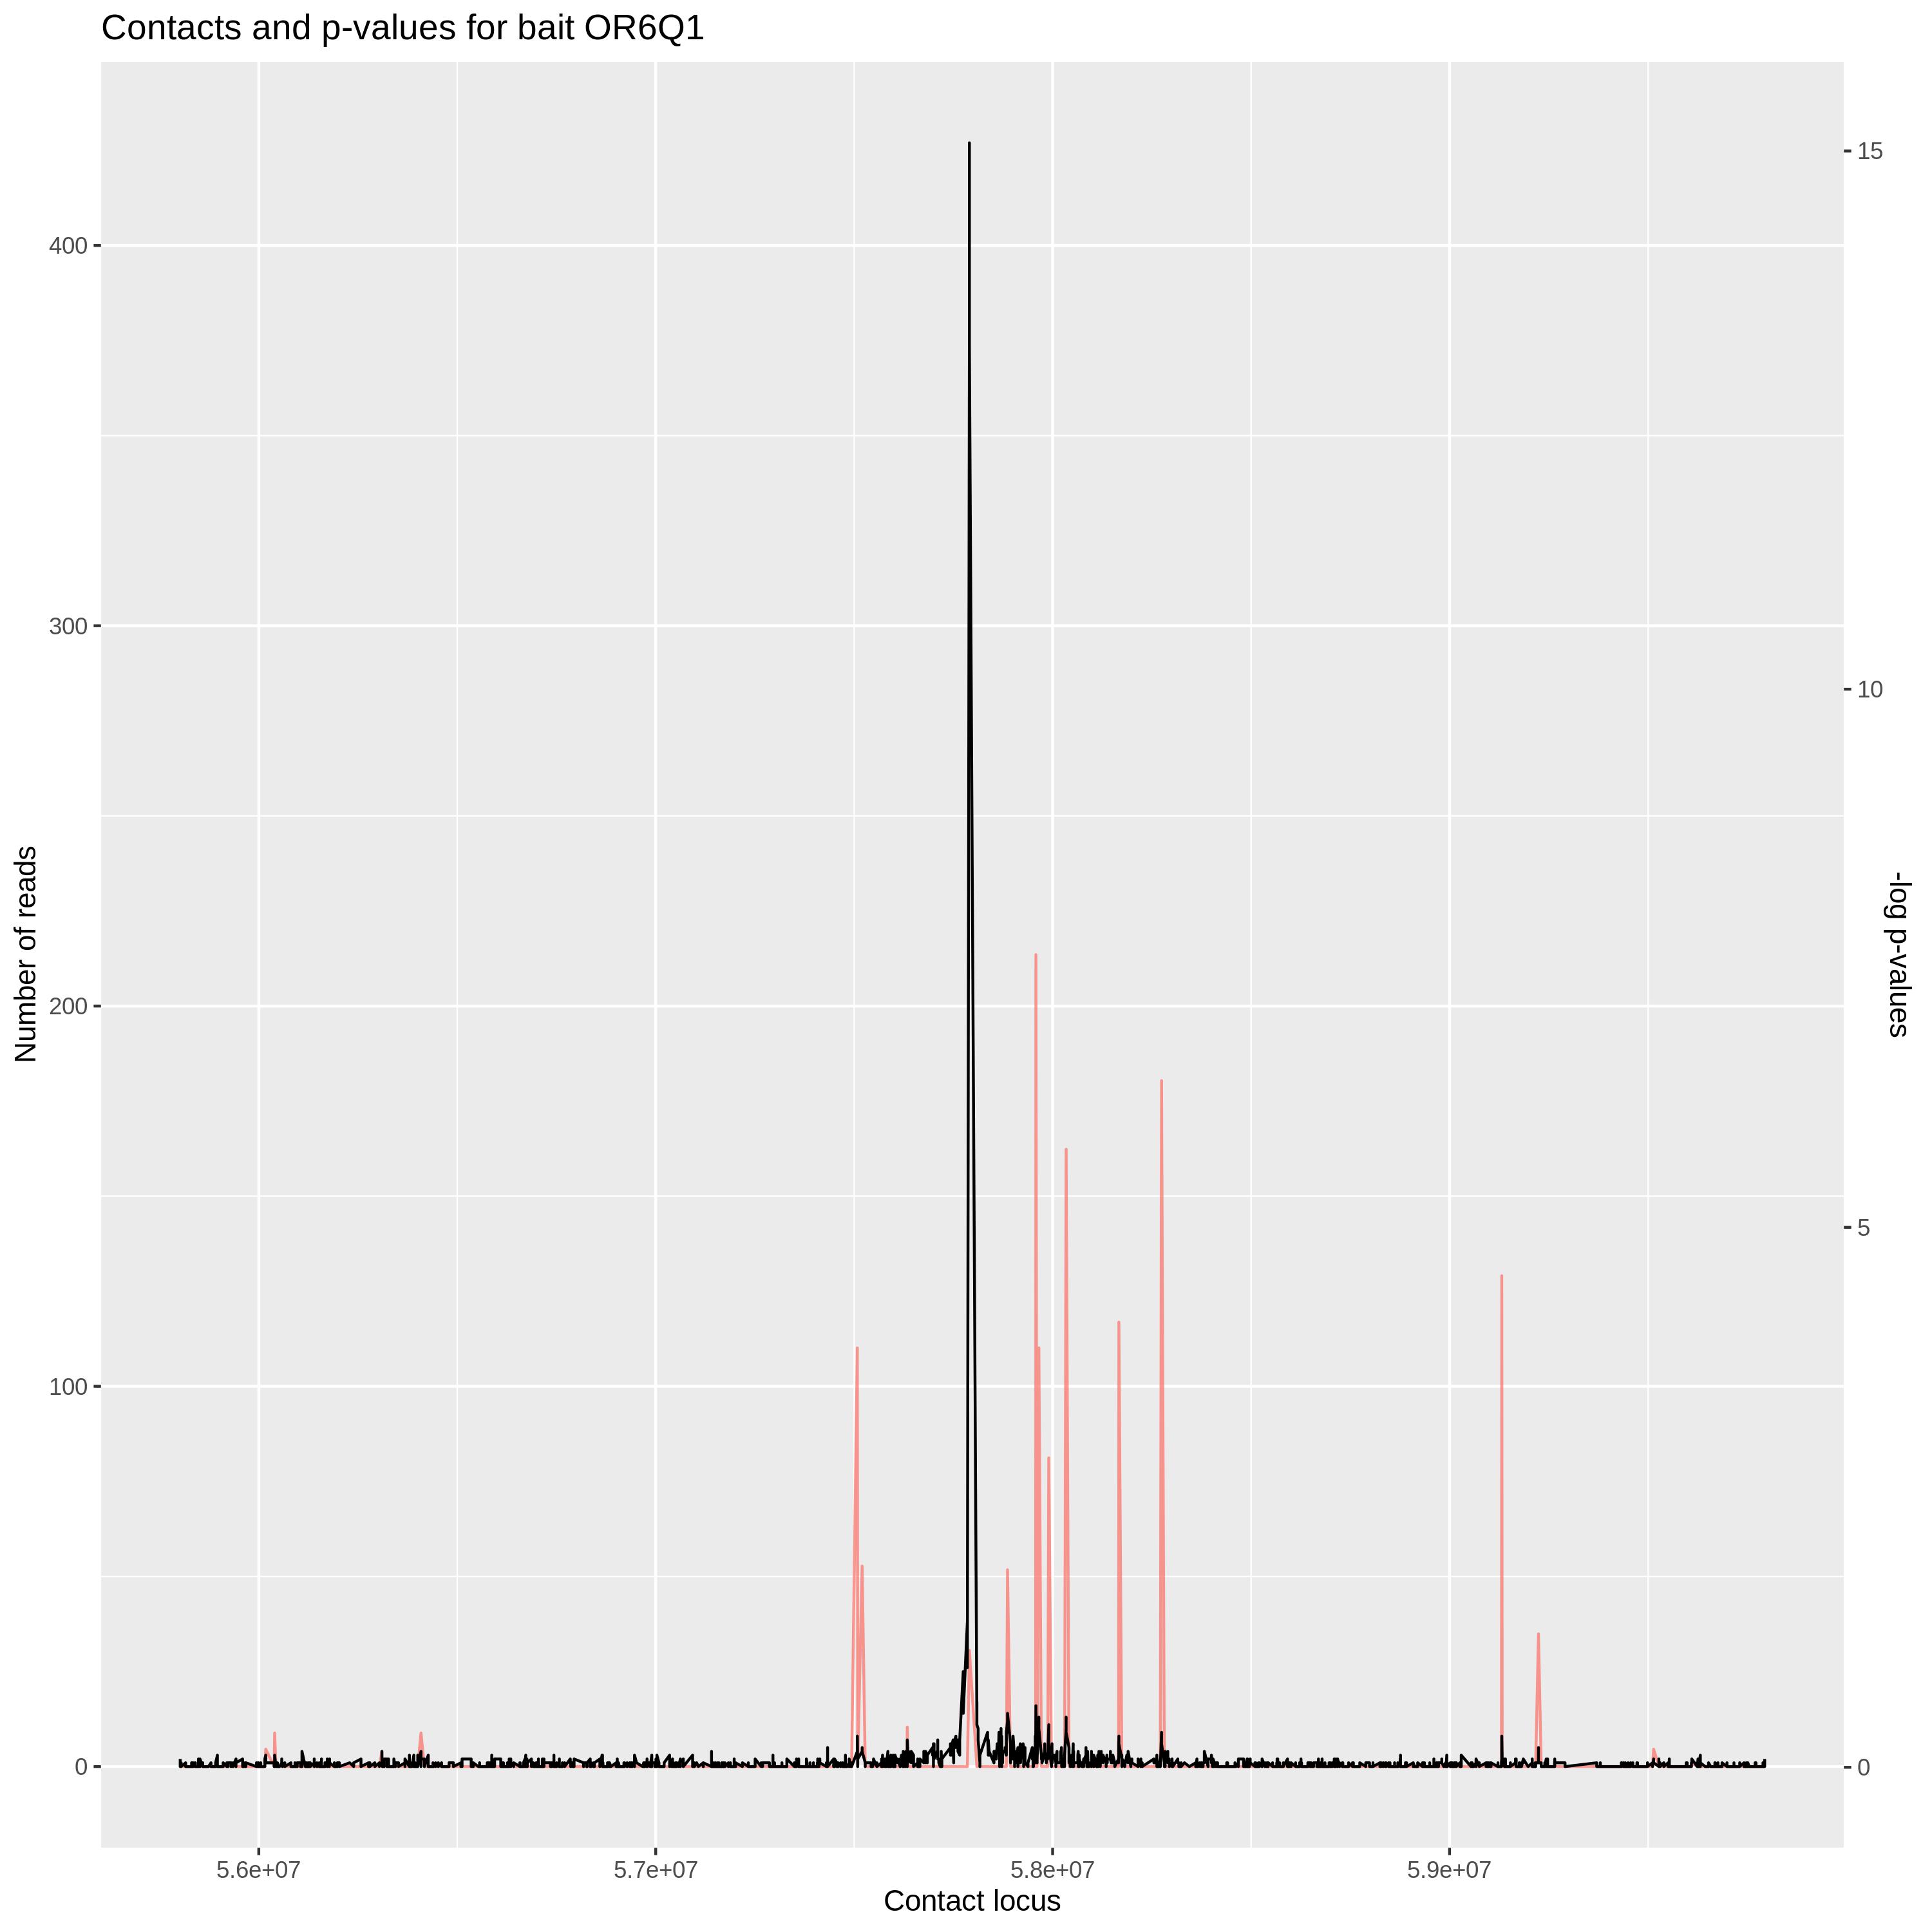 Contacts and p-values for bait OR6Q1
400
300
200
100
0
Number of reads
15
10
5
0
-log p-values
5.6e+07
5.7e+07
5.8e+07
5.9e+07
Contact locus